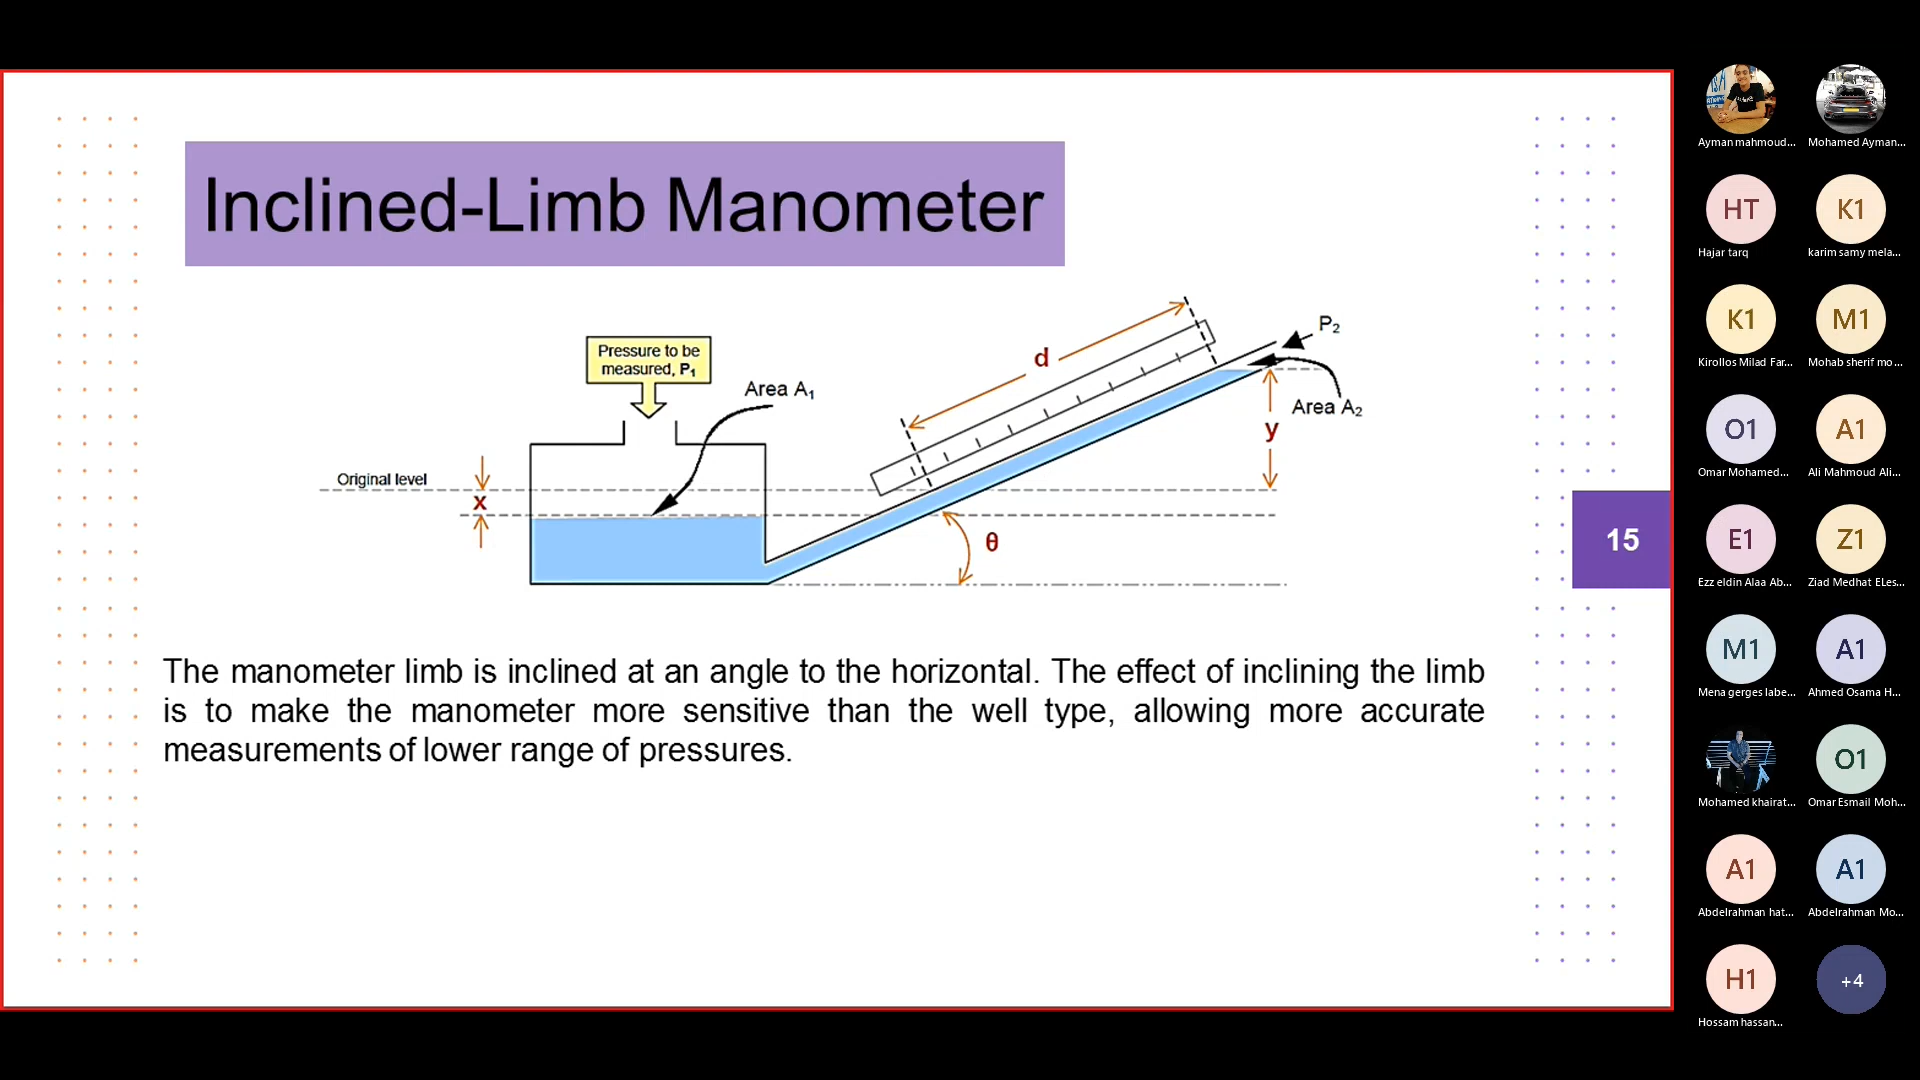 Inclined-Limb Manometer
Pressure to be
measured, P₁
Area A₁
Original level
x
d
P₂
Area A₂
y
θ
15
The manometer limb is inclined at an angle to the horizontal. The effect of inclining the limb
is to make the manometer more sensitive than the well type, allowing more accurate
measurements of lower range of pressures.
Ayman mahmoud...
Mohamed Ayman...
HT
Hajar tarq
K1
karim samy mela...
K1
Kirollos Milad Far...
M1
Mohab sherif mo...
O1
Omar Mohamed...
A1
Ali Mahmoud Ali...
E1
Ezz eldin Alaa Ab...
Z1
Ziad Medhat ELes...
M1
Mena gerges labe...
A1
Ahmed Osama H...
Mohamed khairat...
O1
Omar Esmail Moh...
A1
Abdelrahman hat...
A1
Abdelrahman Mo...
H1
Hossam hassan...
+4